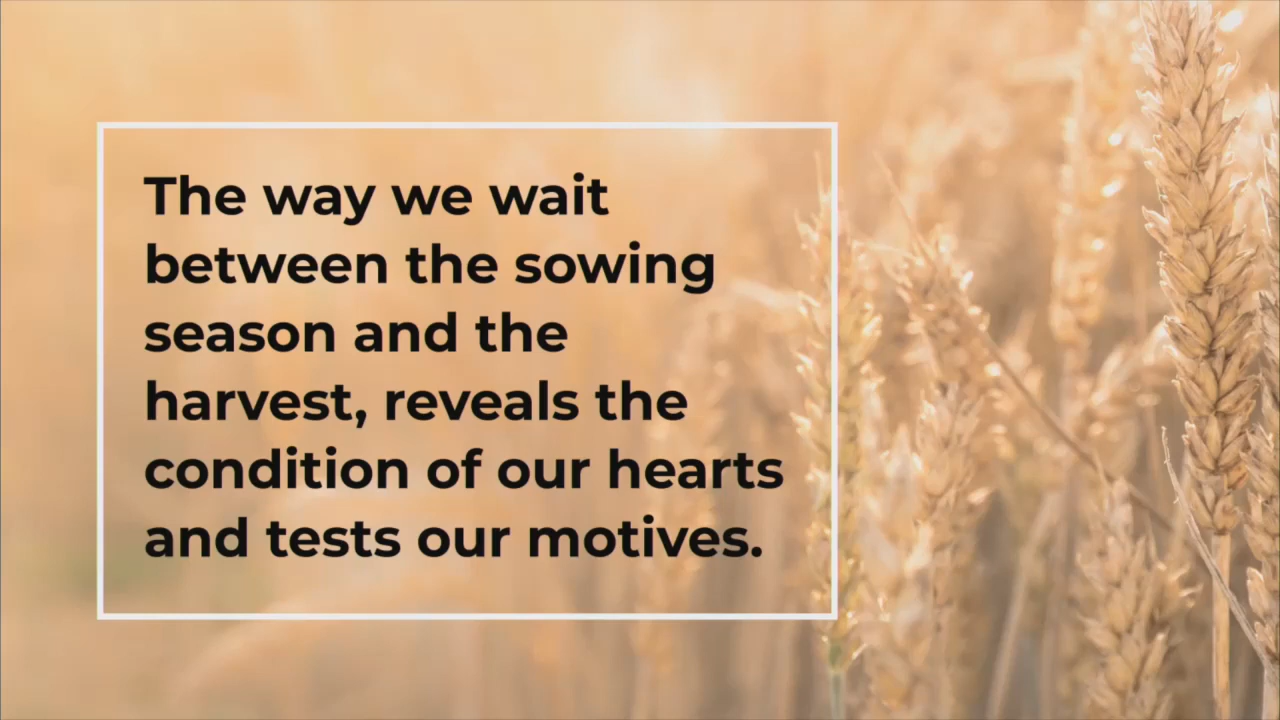 The way we wait
between the sowing
season and the
harvest, reveals the
condition of our hearts
and tests our motives.